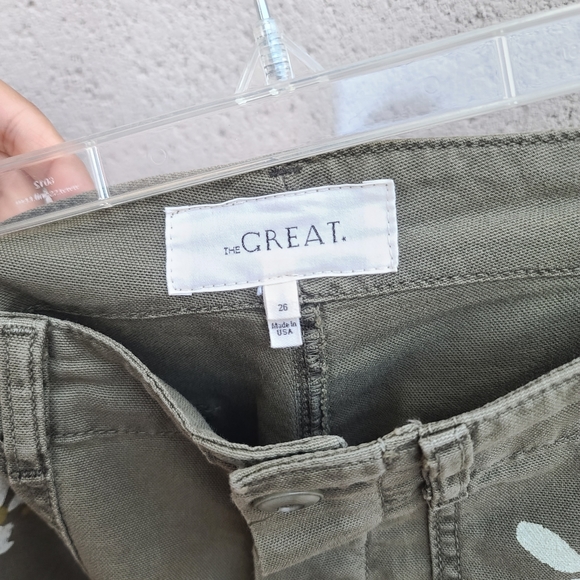 THE GREAT.
26
Made In
USA